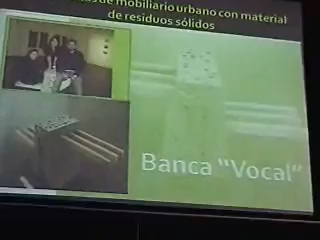 de mobiliario urbano con material
de residuos sólidos
Banca "Vocal"